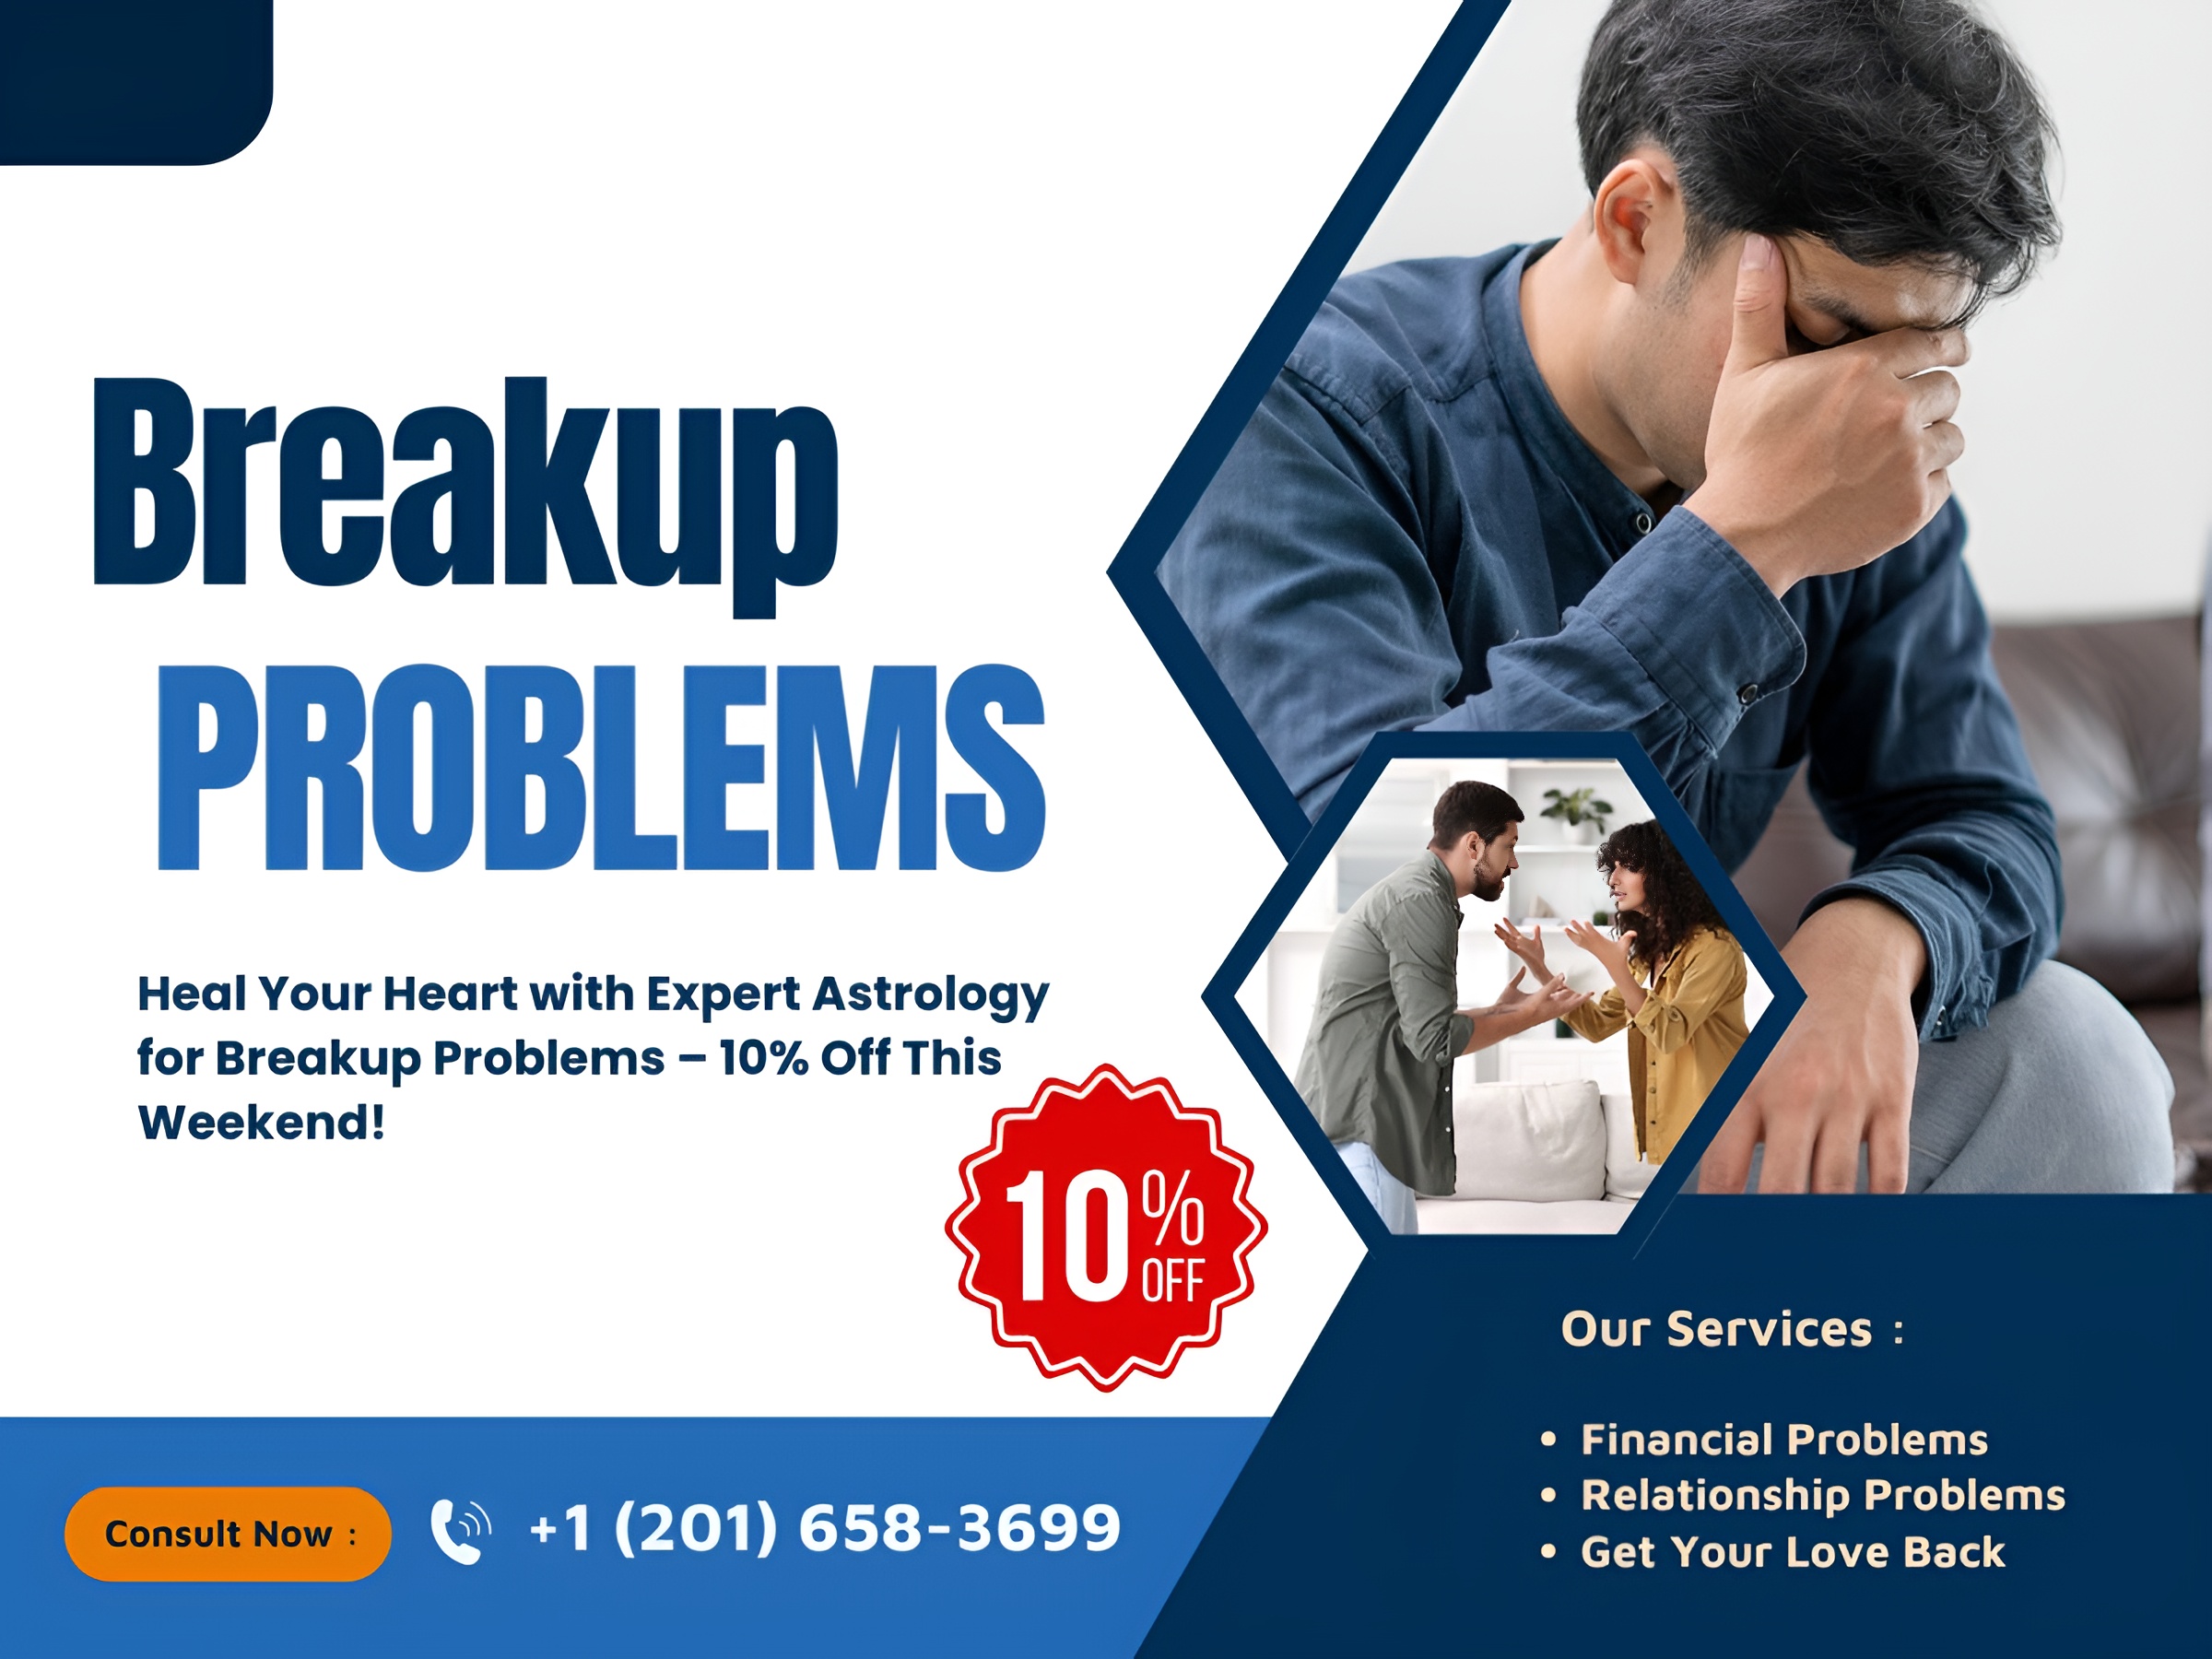 Breakup
PROBLEMS
Heal Your Heart with Expert Astrology
for Breakup Problems – 10% Off This
Weekend!
10%
OFF
Consult Now :
+1 (201) 658-3699
Our Services :
• Financial Problems
• Relationship Problems
• Get Your Love Back